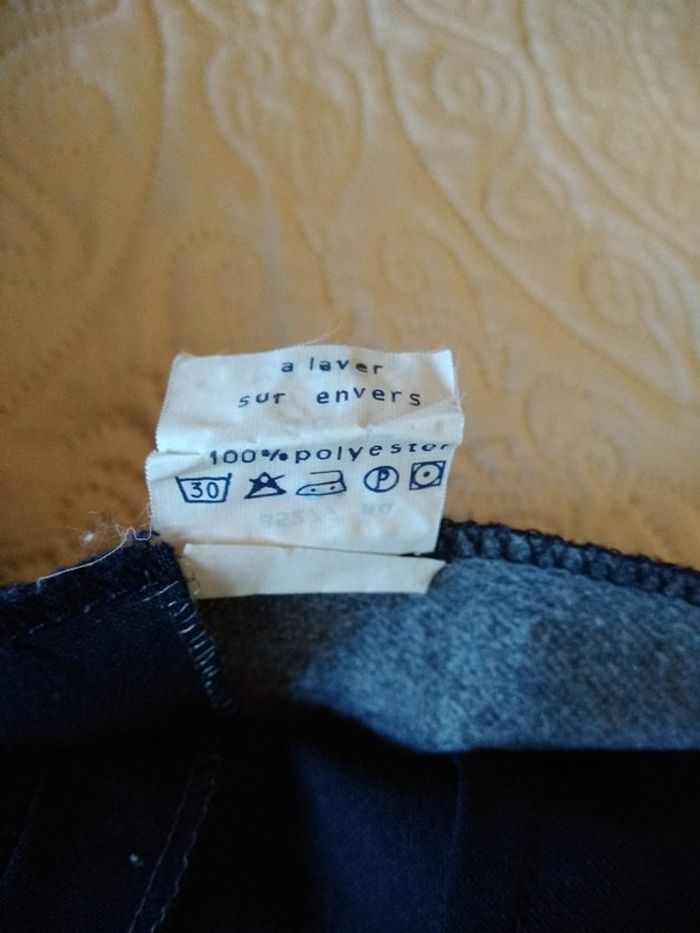 a laver
sur envers
100% polyester
30
P